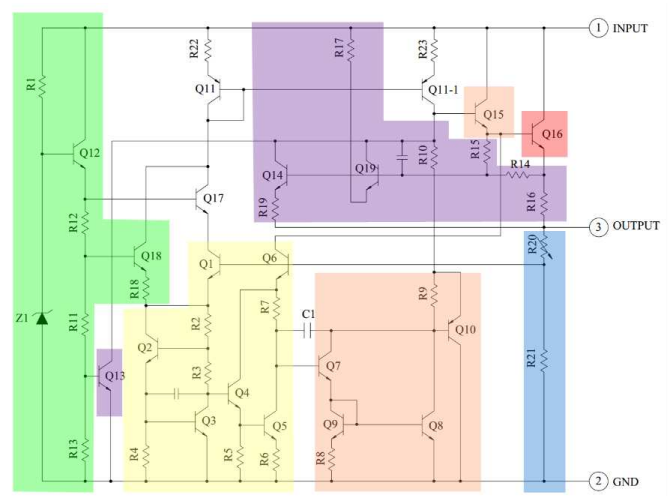 1 INPUT
R22
R17
R23
R1
Q11
Q11-1
Q15
Q16
Q12
R10
R15
Q14
Q19
R14
Q17
R19
R16
R12
3 OUTPUT
R20
Q18
Q1
Q6
R18
R7
R9
R2
C1
Z1
R11
Q10
Q2
Q7
R21
Q13
R3
Q4
Q3
Q5
Q9
Q8
R13
R4
R5
R6
R8
2 GND